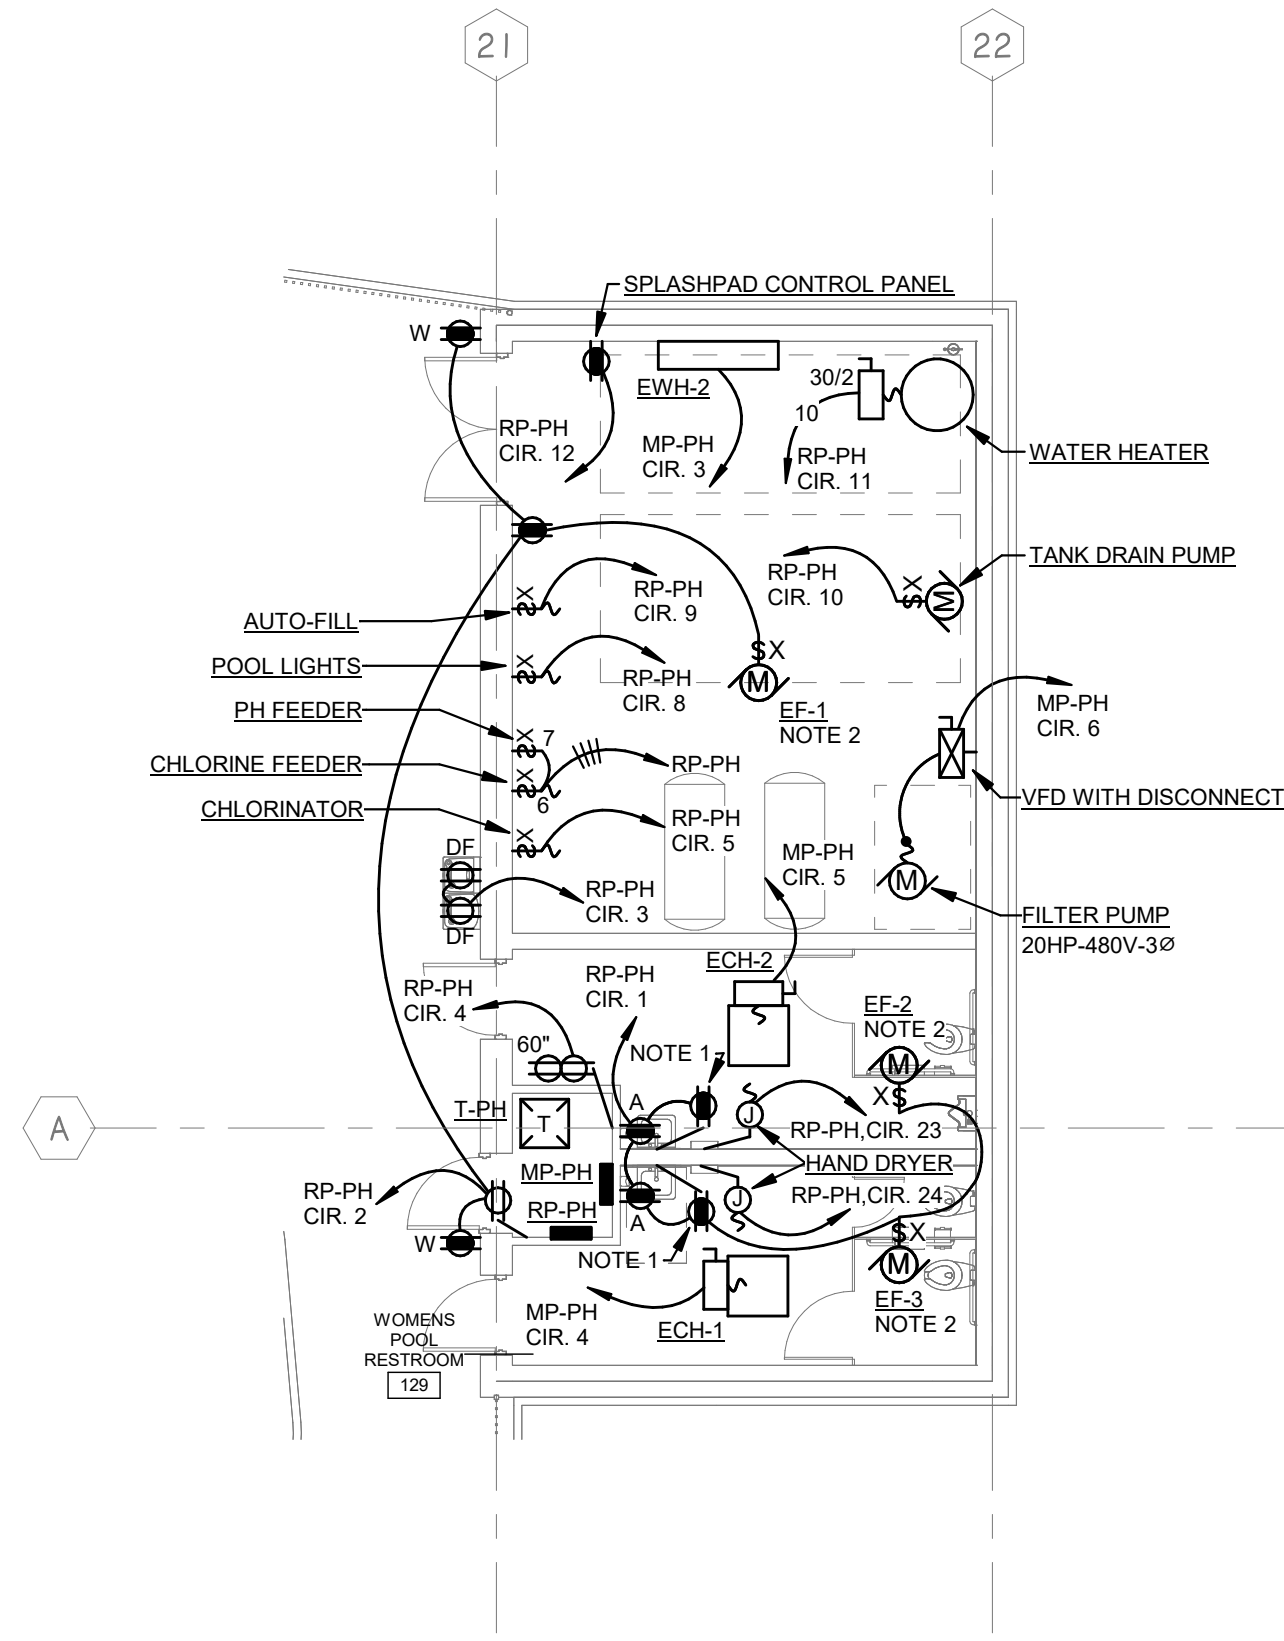 21
22
SPLASHPAD CONTROL PANEL
W
30/2
EWH-2
10
RP-PH
CIR. 12
MP-PH
CIR. 3
RP-PH
CIR. 11
WATER HEATER
TANK DRAIN PUMP
RP-PH
CIR. 9
RP-PH
CIR. 10
$X
M
AUTO-FILL
$X
POOL LIGHTS
$X
RP-PH
CIR. 8
$X
M
EF-1
NOTE 2
MP-PH
CIR. 6
PH FEEDER
$X
7
CHLORINE FEEDER
$X
6
RP-PH
VFD WITH DISCONNECT
CHLORINATOR
$X
RP-PH
CIR. 5
MP-PH
CIR. 5
DF
M
RP-PH
CIR. 3
DF
FILTER PUMP
20HP-480V-3Ø
ECH-2
RP-PH
CIR. 1
RP-PH
CIR. 4
EF-2
NOTE 2
60"
NOTE 1
M
X$
A
T-PH
T
J
A
RP-PH,CIR. 23
HAND DRYER
MP-PH
RP-PH
CIR. 2
RP-PH
J
RP-PH,CIR. 24
A
W
NOTE 1
$X
M
MP-PH
CIR. 4
ECH-1
EF-3
NOTE 2
WOMENS
POOL
RESTROOM
129